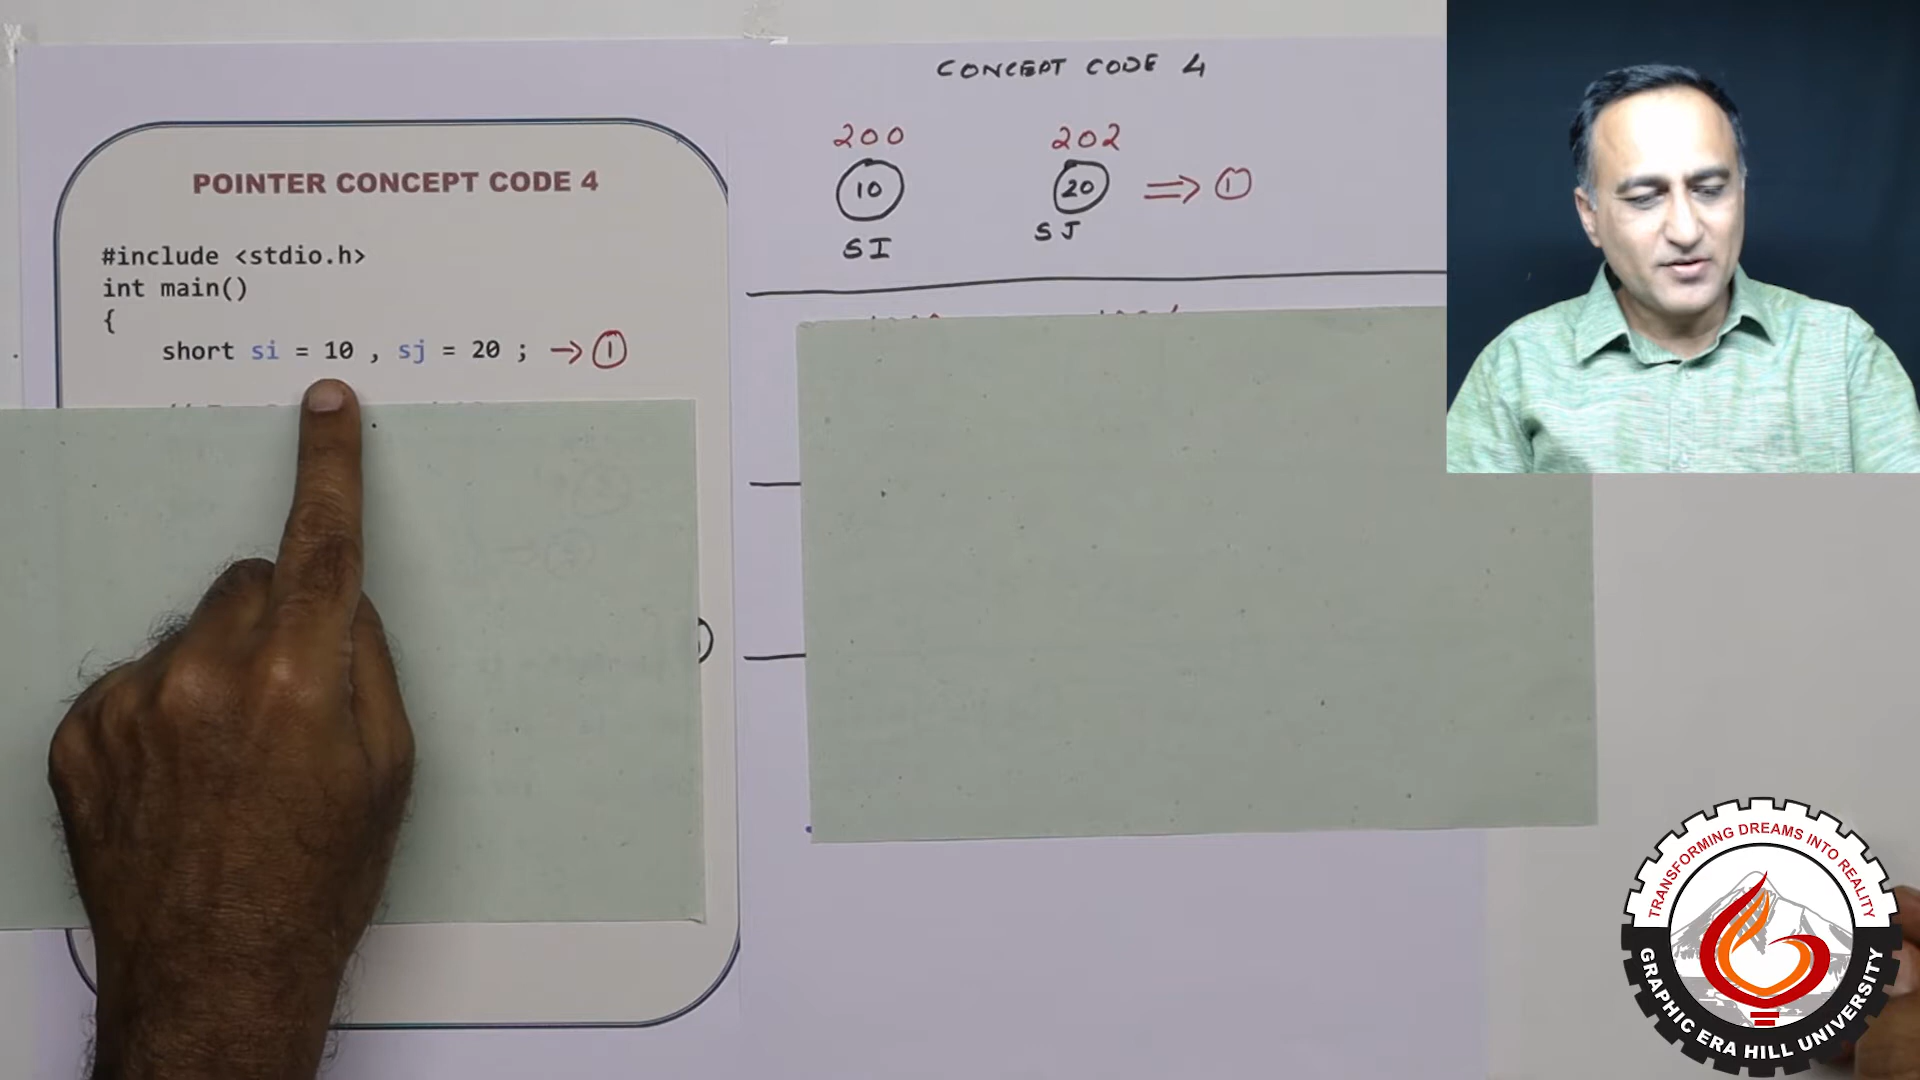 CONCEPT CODE 4
200 202
10 20 => 1
SI SJ
POINTER CONCEPT CODE 4
#include <stdio.h>
int main()
{
short si = 10 , sj = 20 ; → 1
TRANSFORMING DREAMS INTO REALITY
GRAPHIC ERA HILL UNIVERSITY